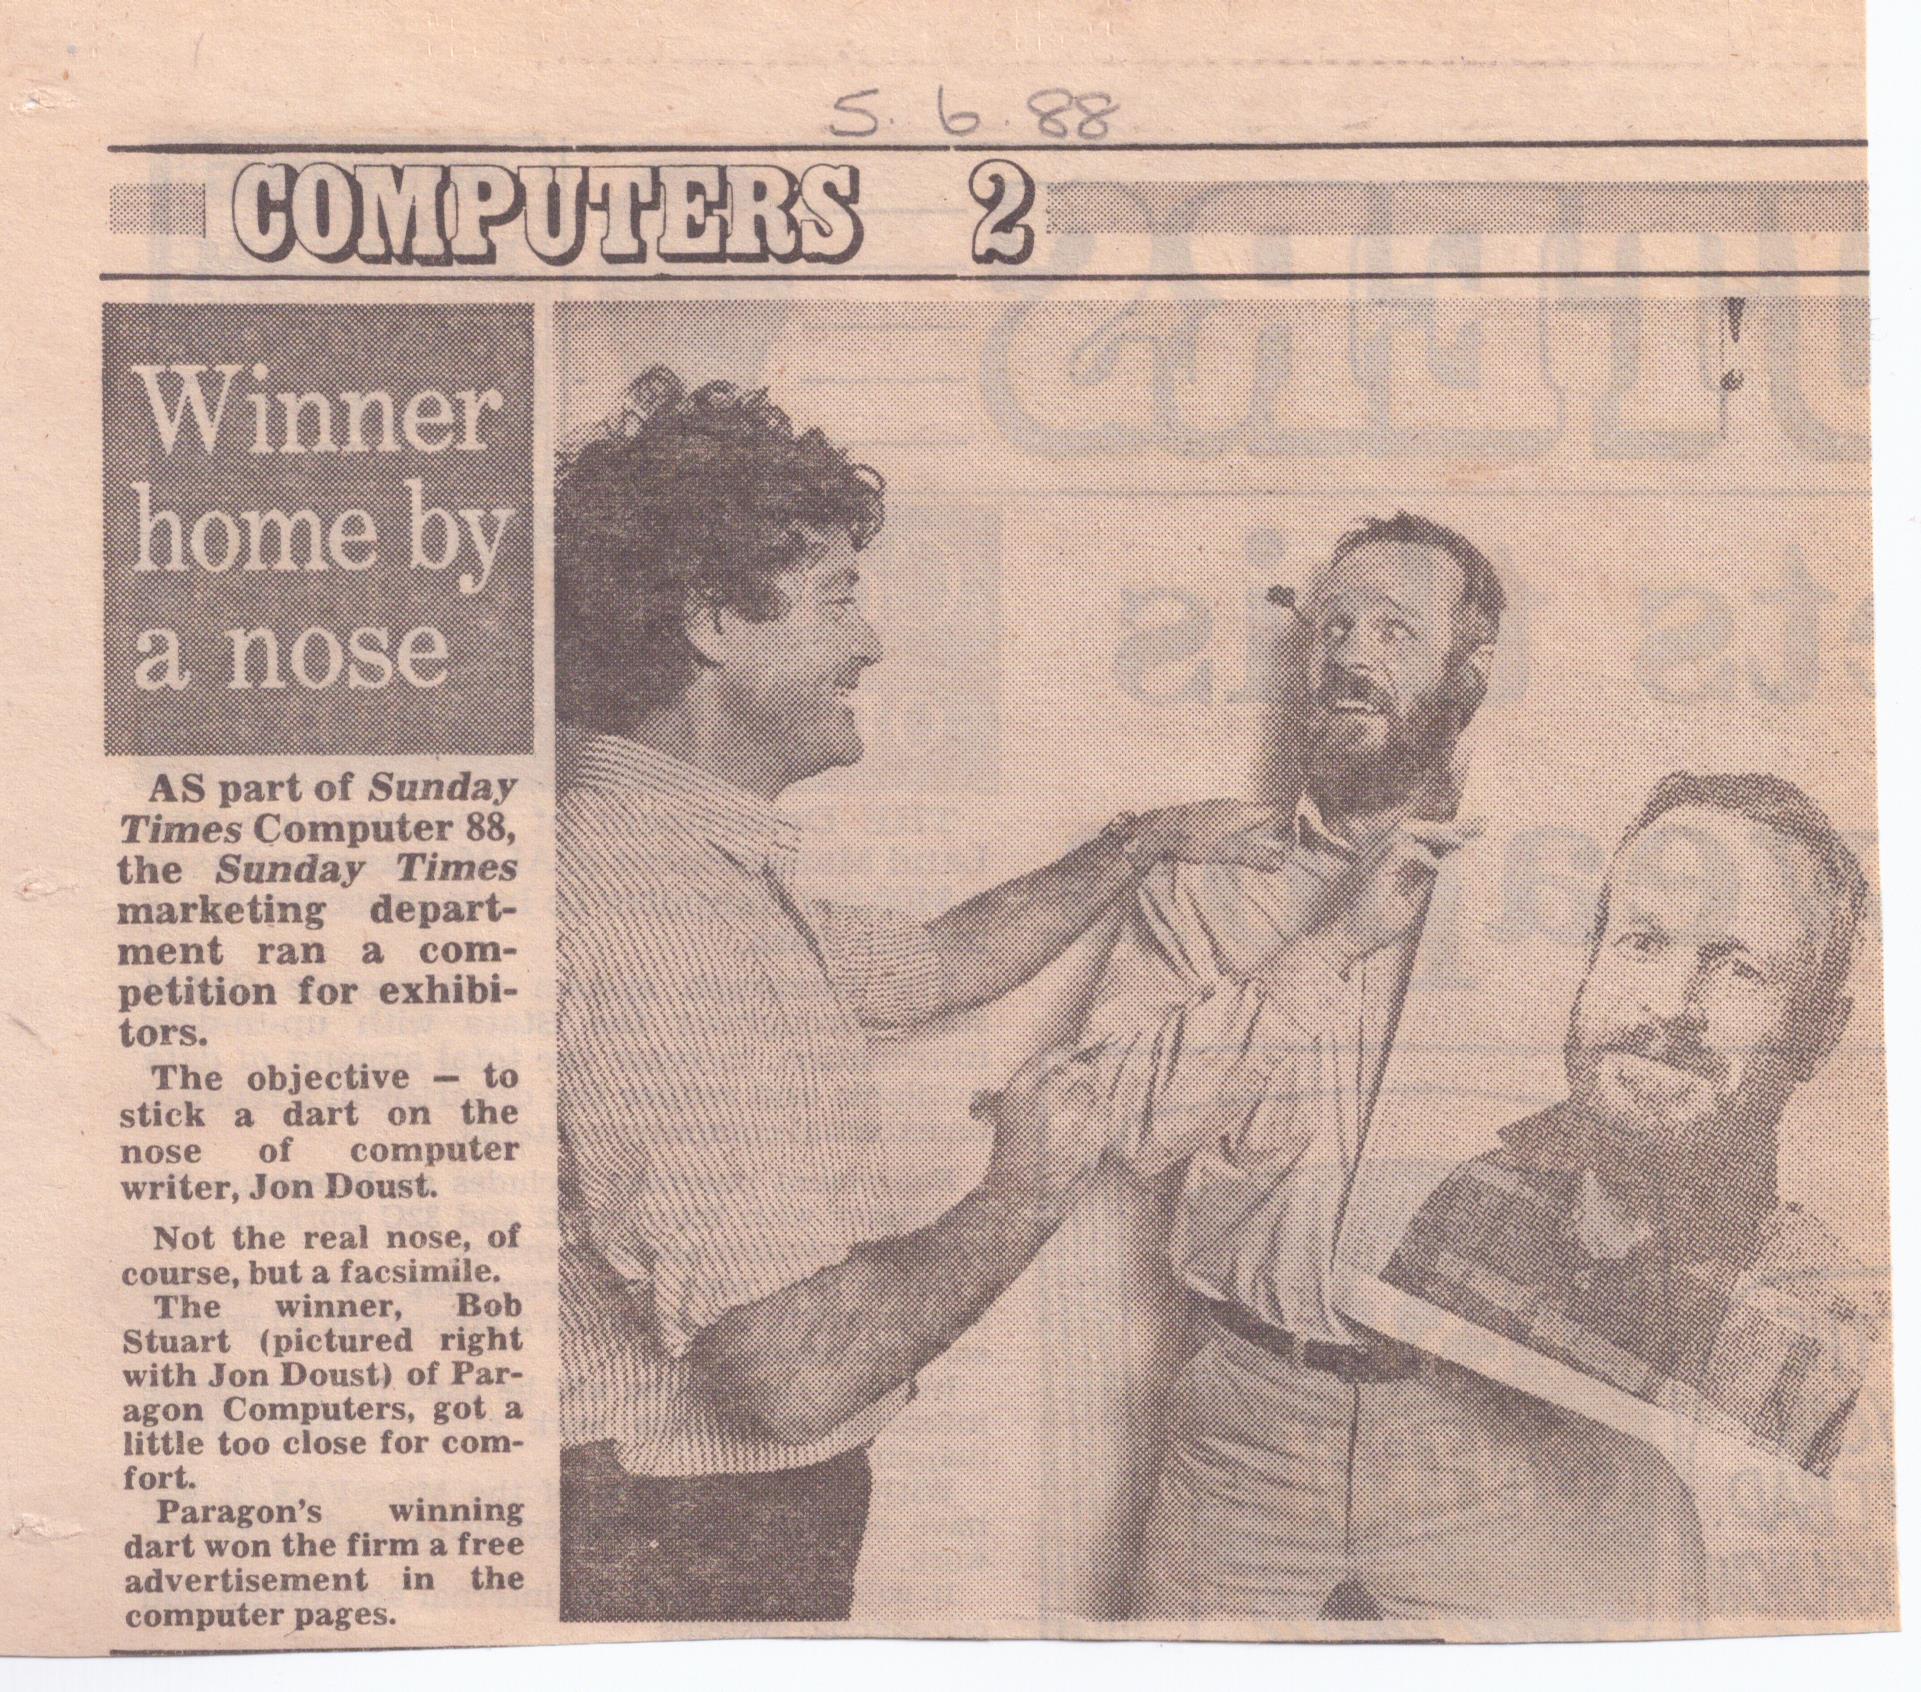 5.6.88
COMPUTERS 2
Winner
home by
a nose
AS part of Sunday
Times Computer 88,
the Sunday Times
marketing depart-
ment ran a com-
petition for exhibi-
tors.
The objective — to
stick a dart on the
nose of computer
writer, Jon Doust.
Not the real nose, of
course, but a facsimile.
The winner, Bob
Stuart (pictured right
with Jon Doust) of Par-
agon Computers, got a
little too close for com-
fort.
Paragon's winning
dart won the firm a free
advertisement in the
computer pages.